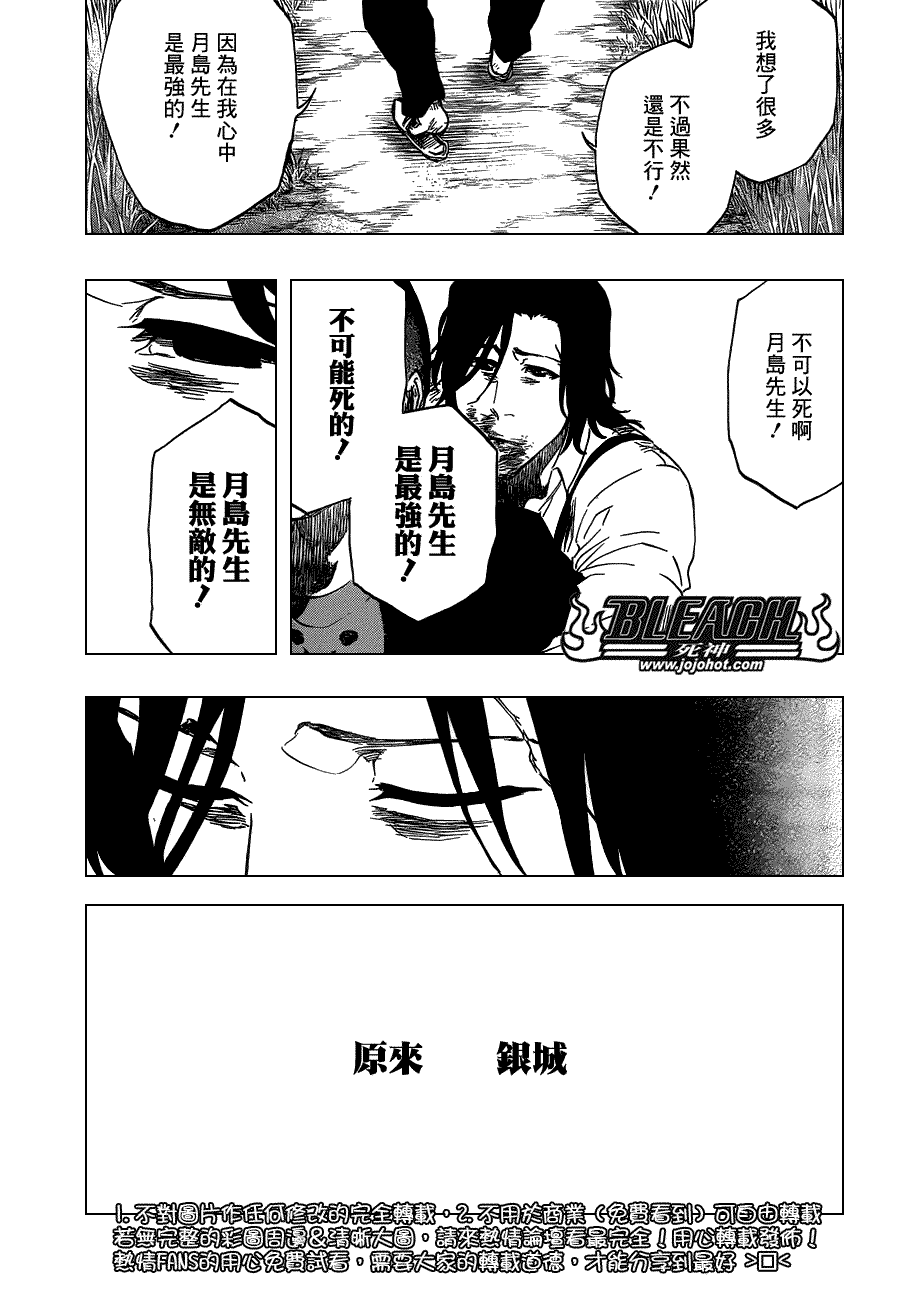 我想了很多
不過果然
還是不行！
因為在我心中
月島先生
是最強的！
不可以死啊
月島先生！
月島先生
是最強的！
不可能死的！
月島先生
是無敵的！
BLEACH
死神
www.jojohot.com
原來　　銀城
1. 不對圖片作任何修改的完全轉載，2. 不用於商業（免費看到）可自由轉載
若無完整的彩圖周邊&清晰大圖，請來熱情論壇看最完全！用心轉載發佈！
熱情FANS的用心免費試看，需要大家的轉載道德，才能分享到最好 >口<